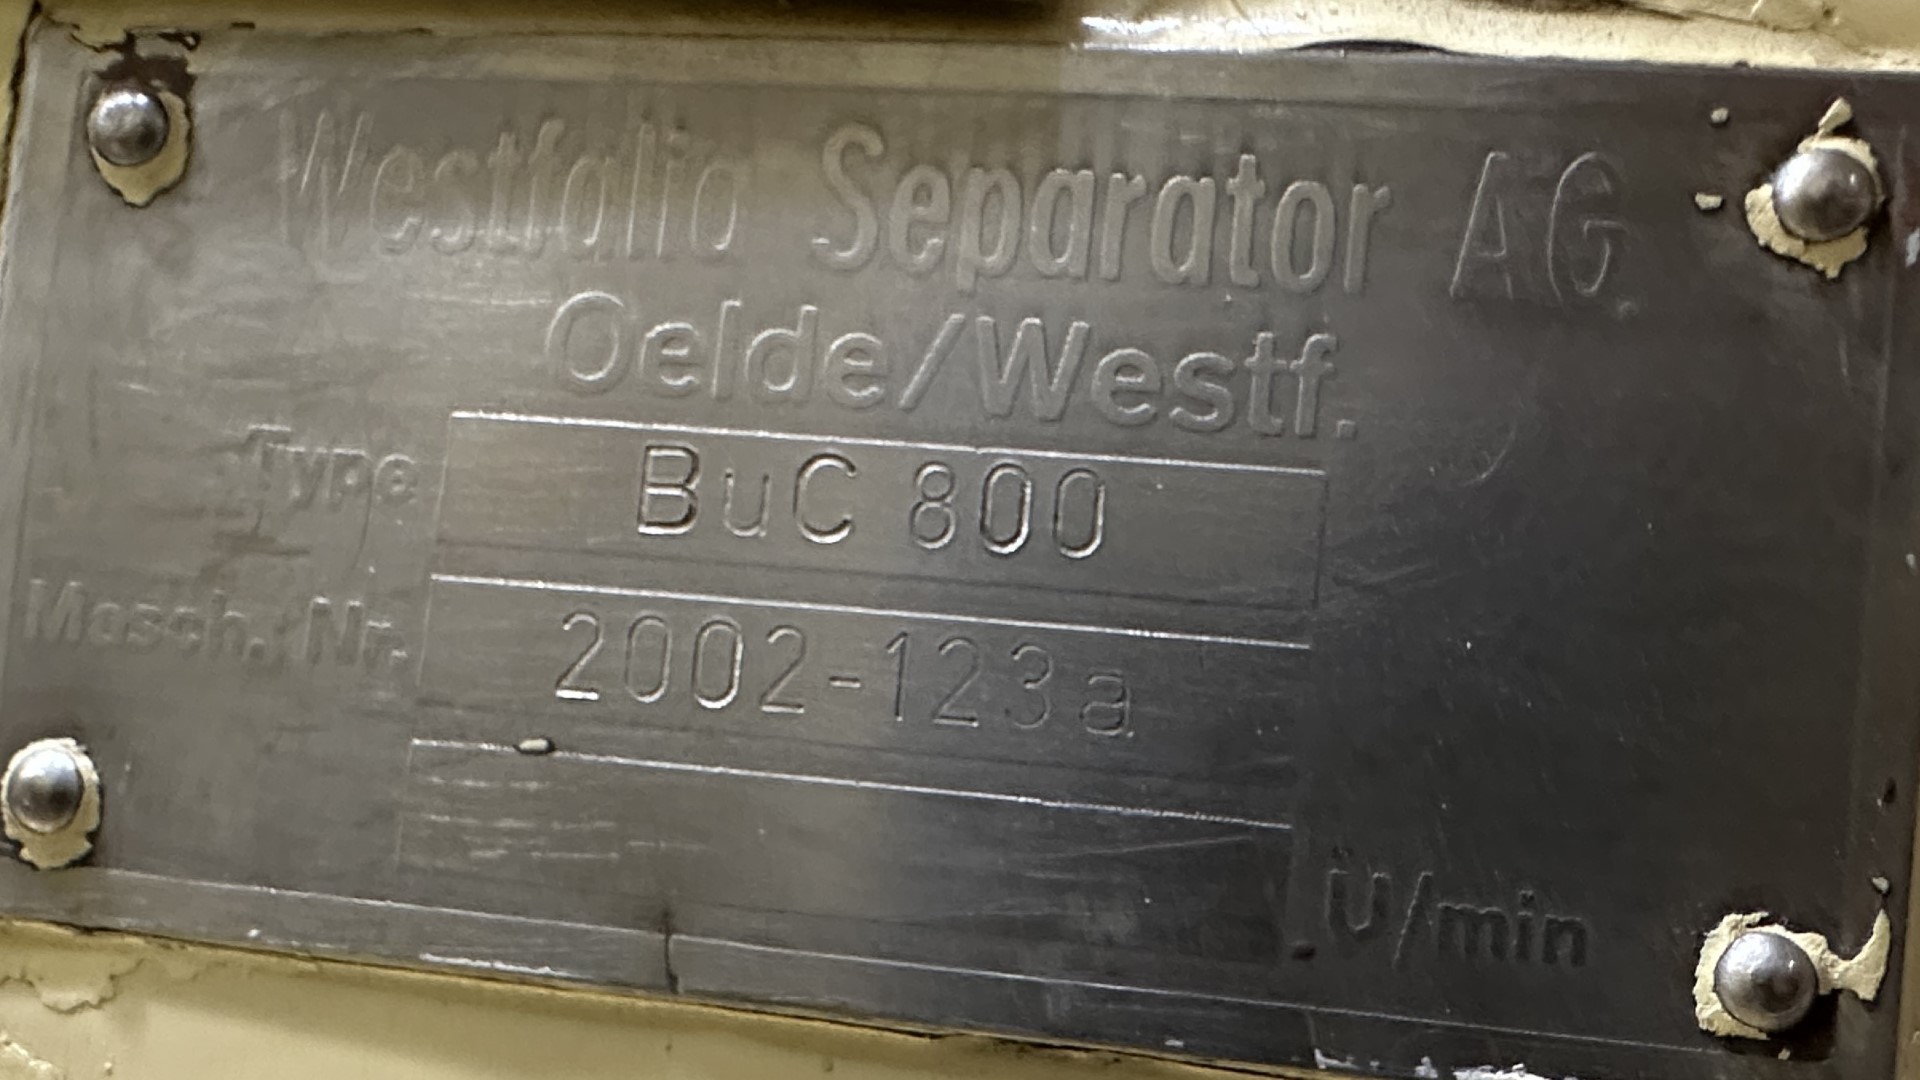 Westfalia Separator AG.
Oelde/Westf.
Type BuC 800
Masch.-Nr. 2002-123a
Ü/min